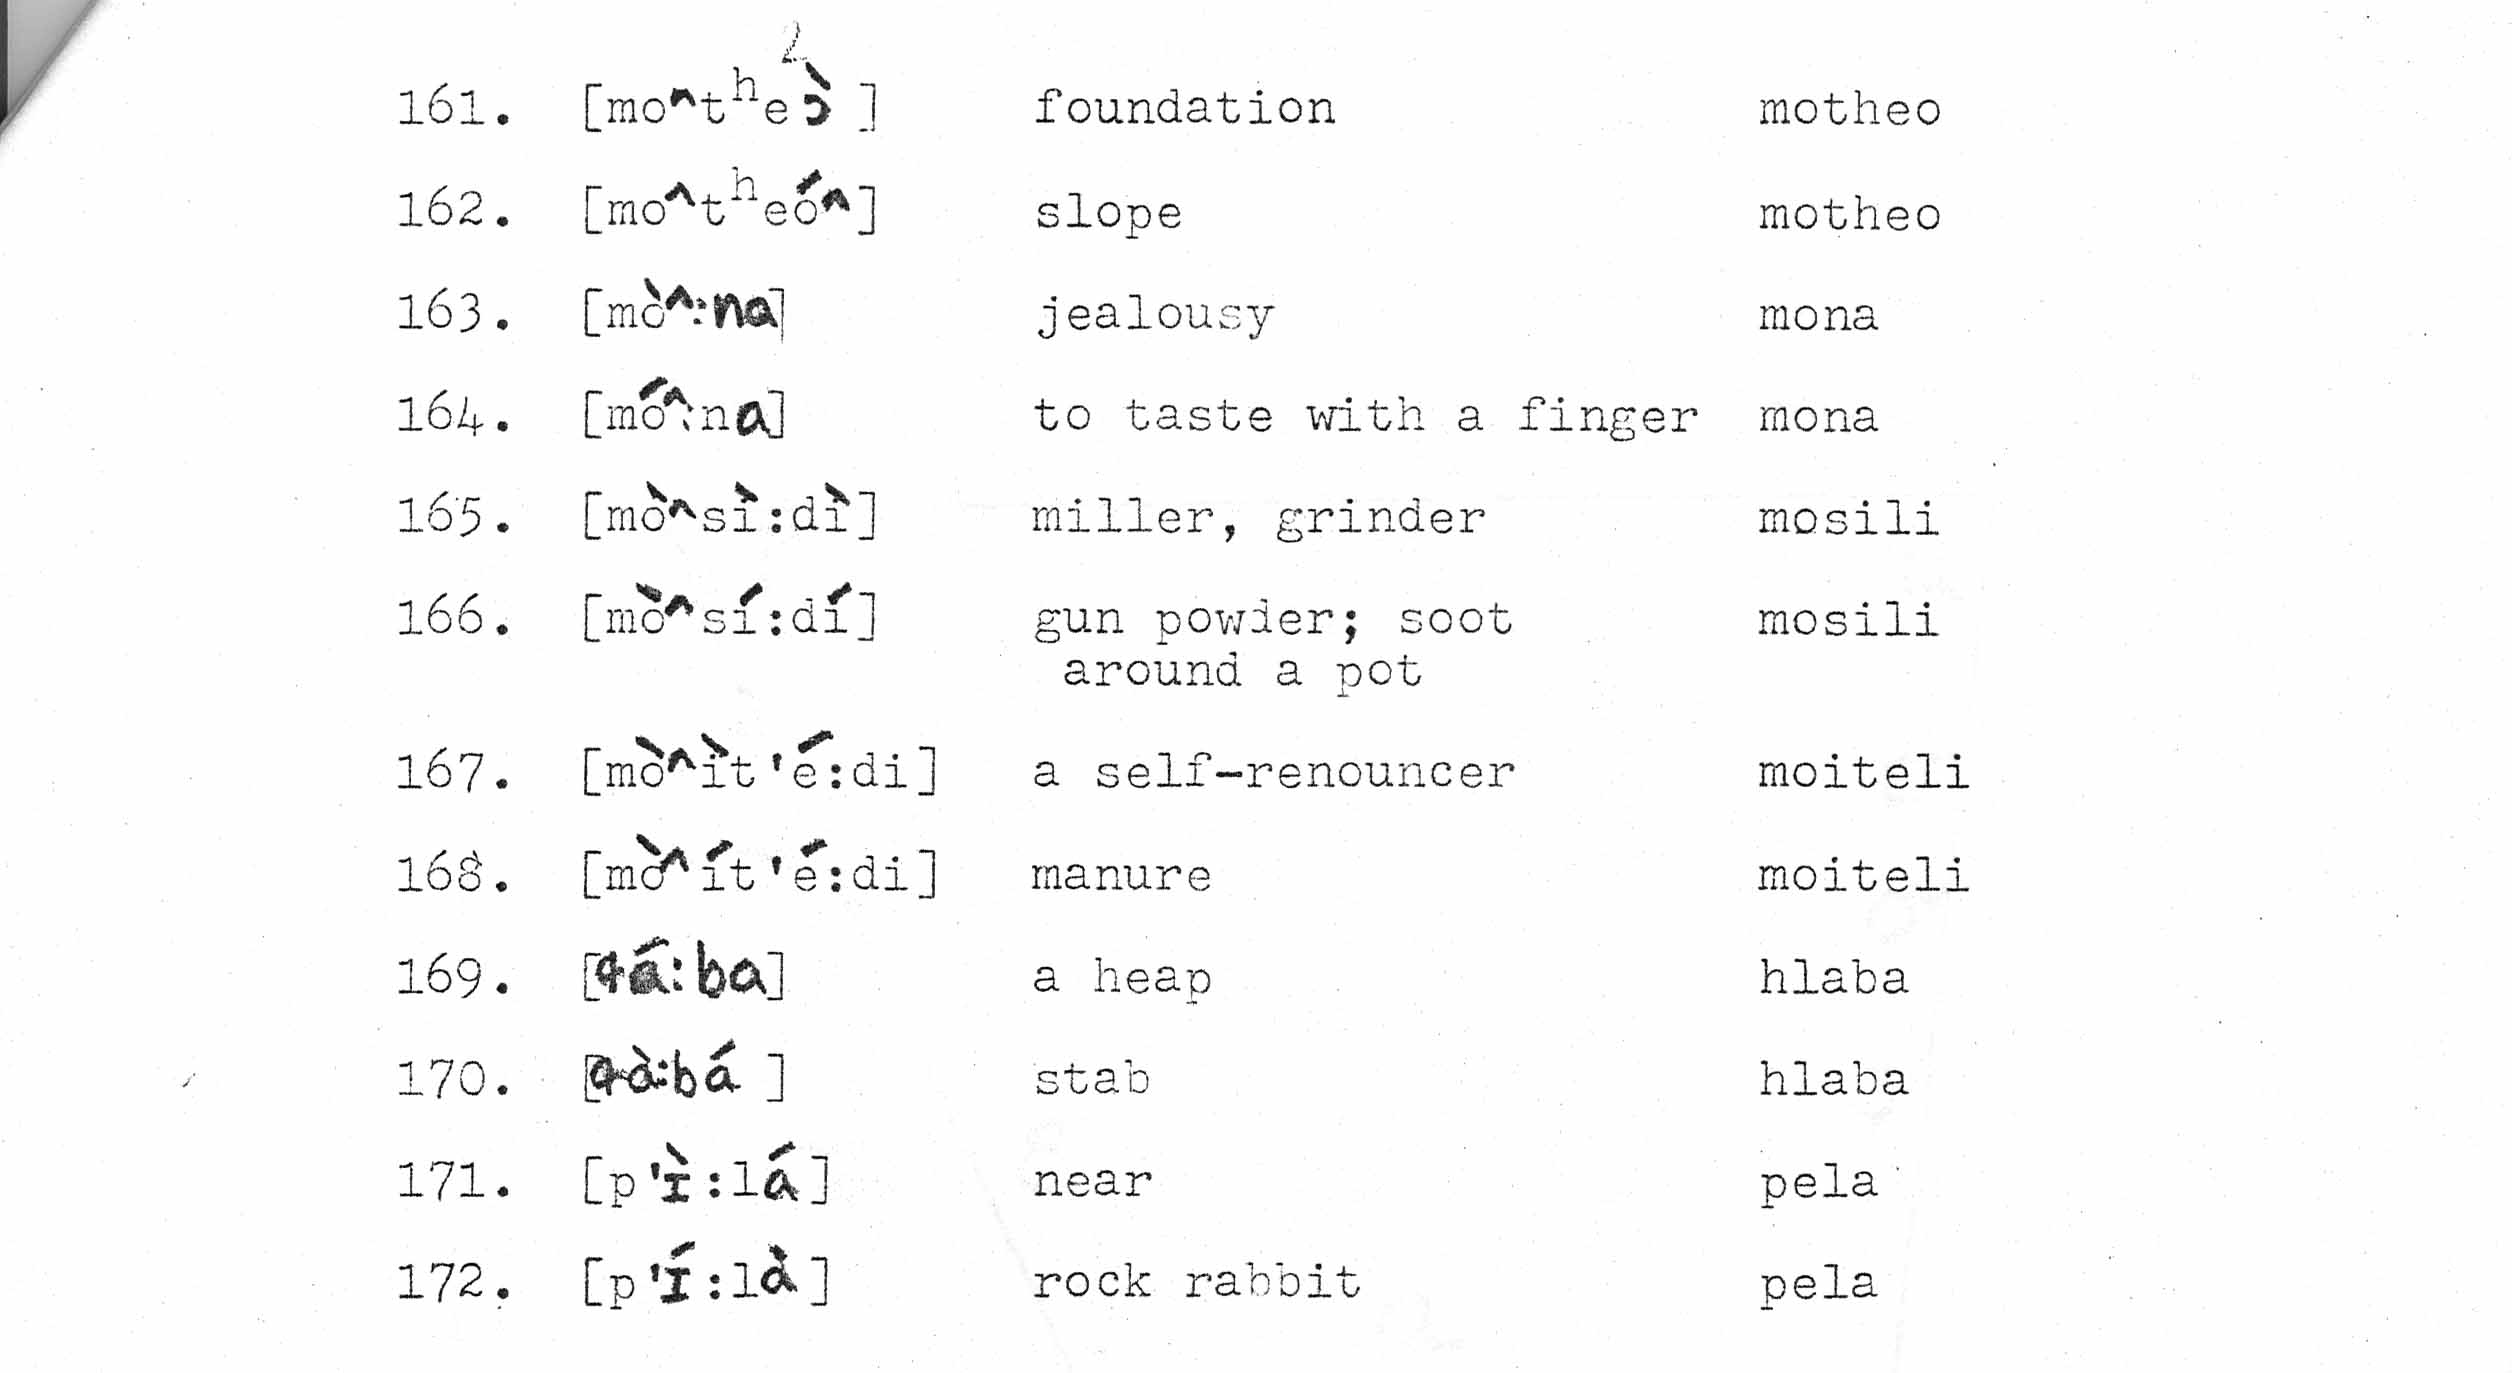 2
161. [mo^tʰeɔ̀ ] foundation motheo
162. [mo^tʰeó^] slope motheo
163. [mò^:na] jealousy mona
164. [mó^:na] to taste with a finger mona
165. [mò^sì:dì] miller, grinder mosili
166. [mò^sí:dí] gun powder; soot mosili
around a pot
167. [mò^ìt'é:di] a self-renouncer moiteli
168. [mò^ít'é:di] manure moiteli
169. [ɬá:ba] a heap hlaba
170. [ɬà:bá ] stab hlaba
171. [p'ɪ̀:lá] near pela
172. [p'ɪ́:là] rock rabbit pela